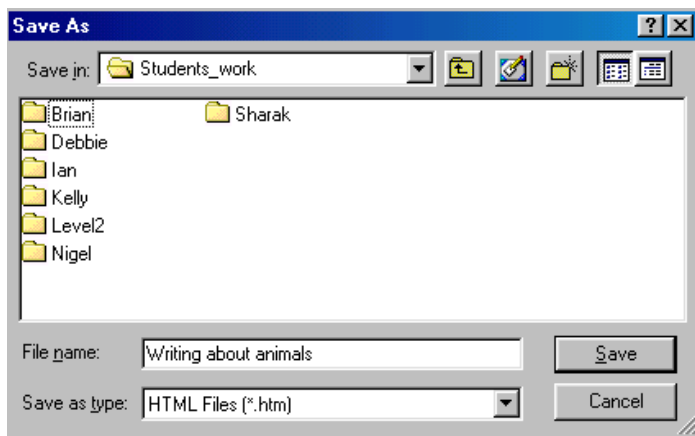 Save As
Save in: Students_work
Brian Sharak
Debbie
Ian
Kelly
Level2
Nigel
File name: Writing about animals Save
Save as type: HTML Files (*.htm) Cancel